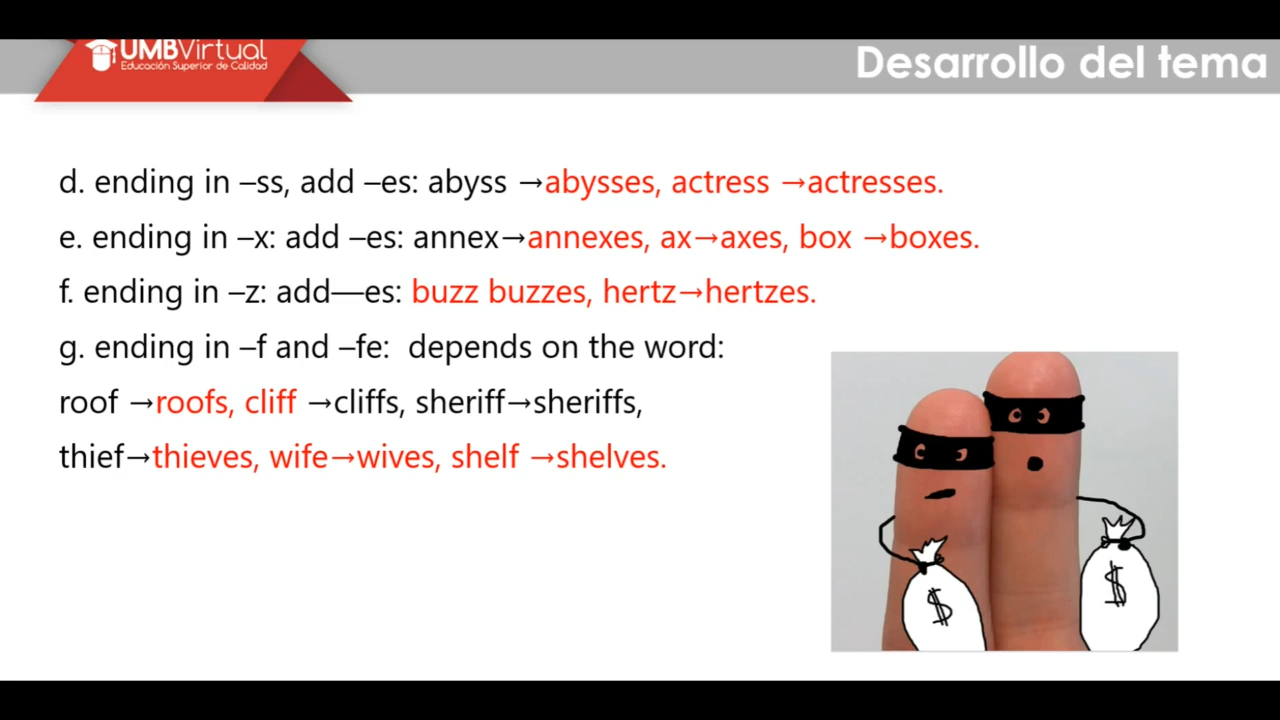 UMBVirtual
Educación Superior de Calidad
Desarrollo del tema
d. ending in –ss, add –es: abyss →abysses, actress →actresses.
e. ending in –x: add –es: annex→annexes, ax→axes, box →boxes.
f. ending in –z: add—es: buzz buzzes, hertz→hertzes.
g. ending in –f and –fe:  depends on the word:
roof →roofs, cliff →cliffs, sheriff→sheriffs,
thief→thieves, wife→wives, shelf →shelves.
$
$